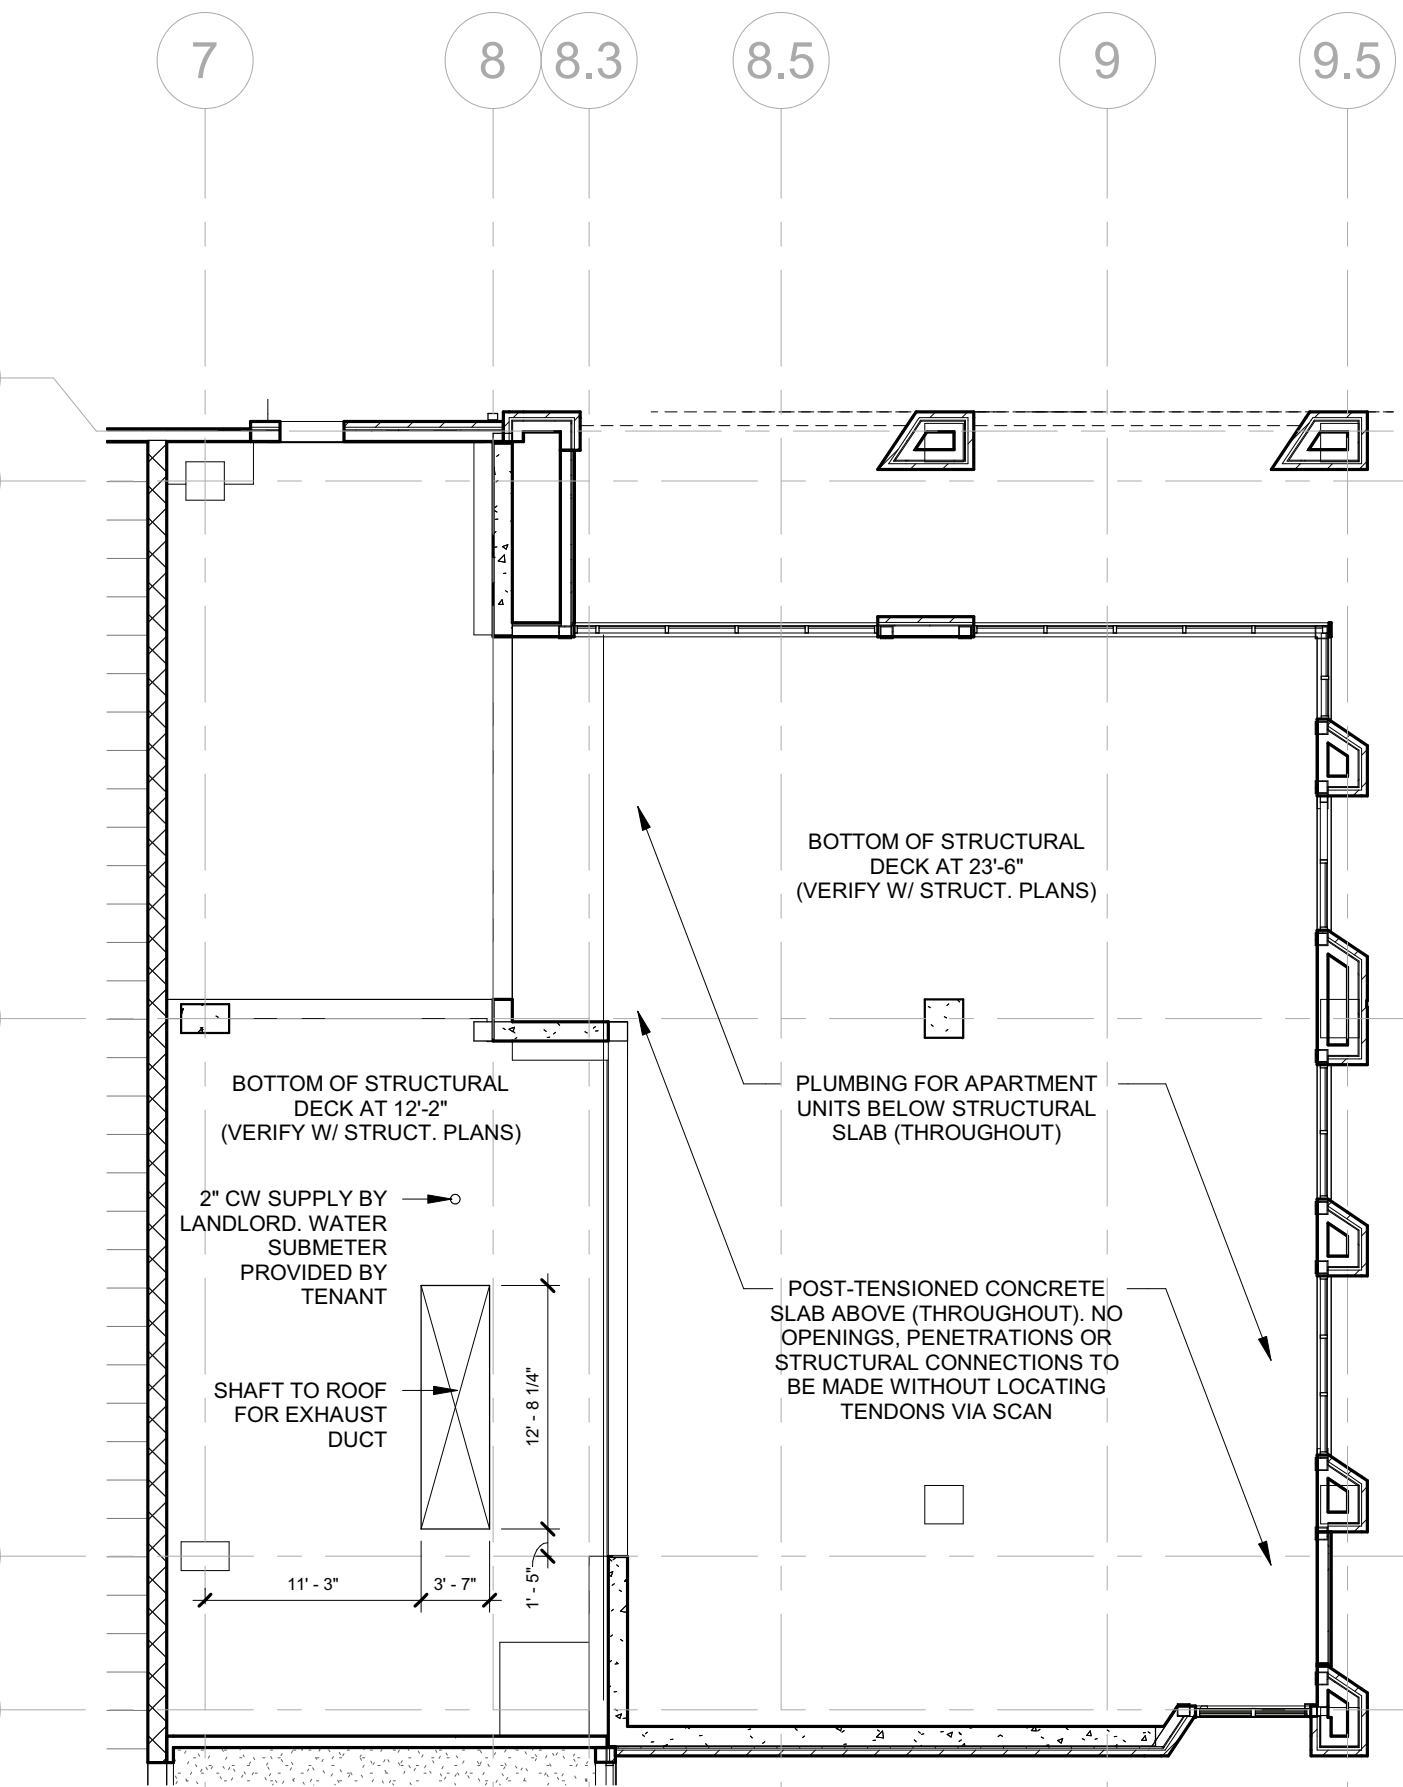 7
8
8.3
8.5
9
9.5
BOTTOM OF STRUCTURAL
DECK AT 23'-6"
(VERIFY W/ STRUCT. PLANS)
BOTTOM OF STRUCTURAL
DECK AT 12'-2"
(VERIFY W/ STRUCT. PLANS)
PLUMBING FOR APARTMENT
UNITS BELOW STRUCTURAL
SLAB (THROUGHOUT)
2" CW SUPPLY BY
LANDLORD. WATER
SUBMETER
PROVIDED BY
TENANT
POST-TENSIONED CONCRETE
SLAB ABOVE (THROUGHOUT). NO
OPENINGS, PENETRATIONS OR
STRUCTURAL CONNECTIONS TO
BE MADE WITHOUT LOCATING
TENDONS VIA SCAN
SHAFT TO ROOF
FOR EXHAUST
DUCT
12' - 8 1/4"
11' - 3"
3' - 7"
1' - 5"